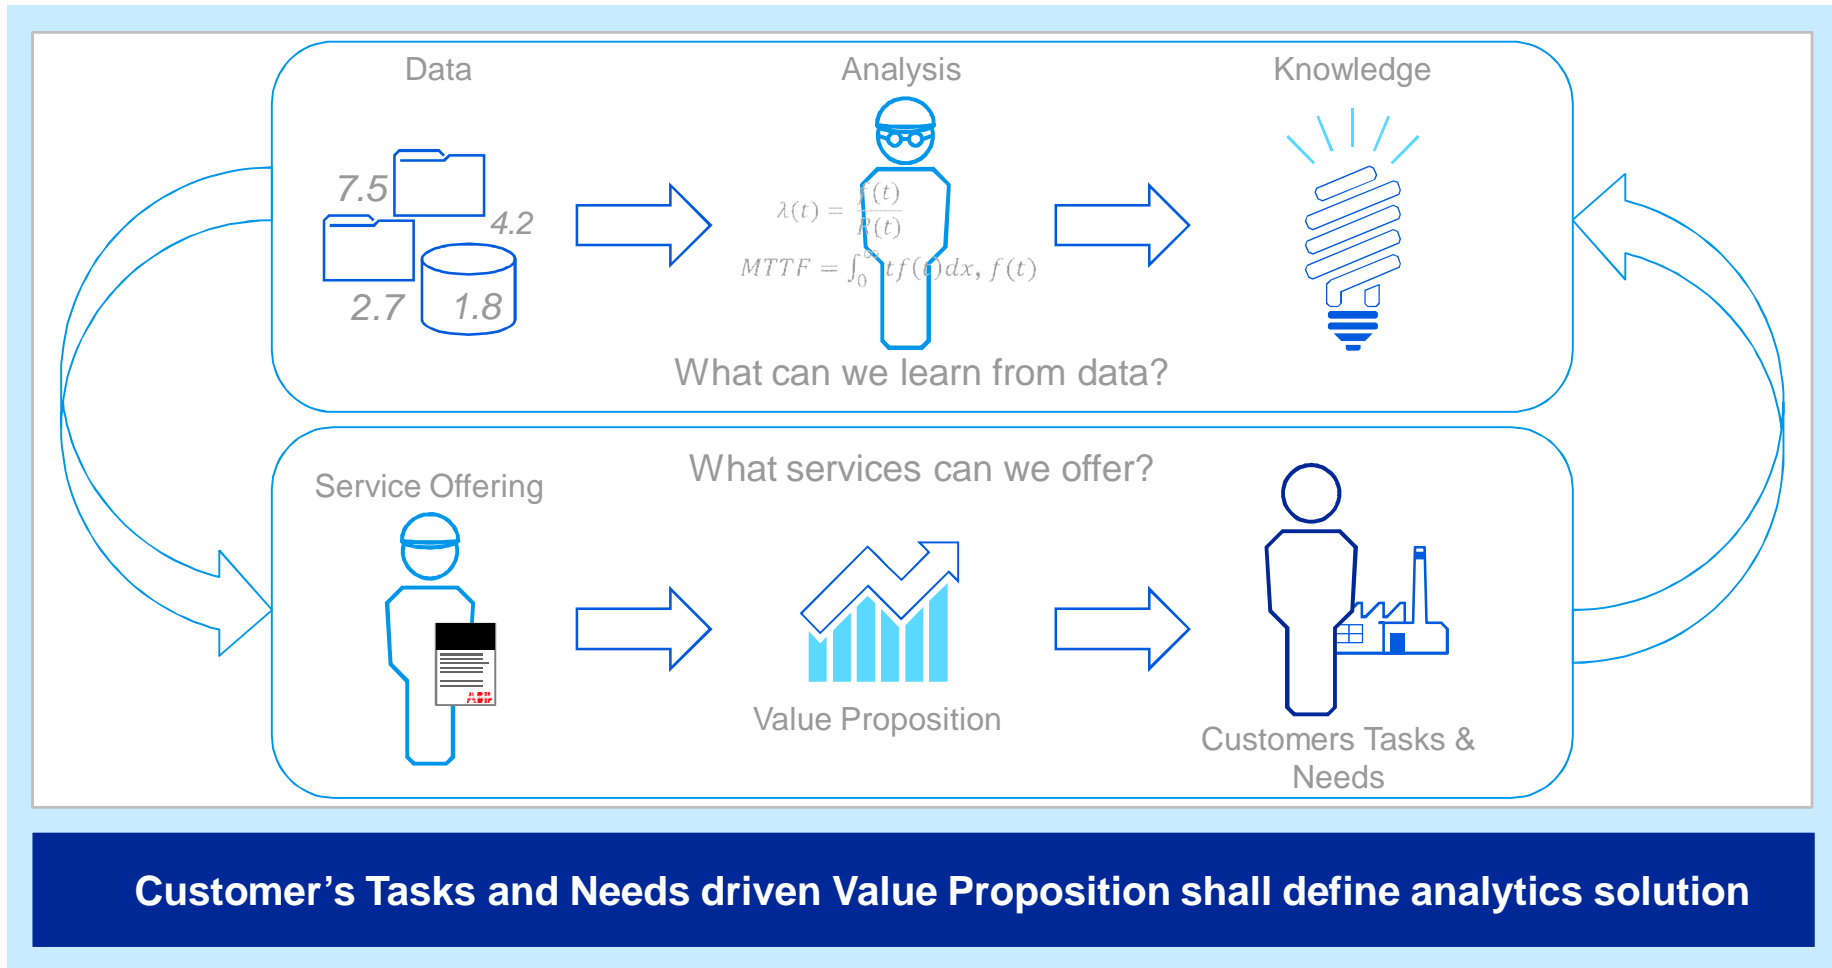 Data
Analysis
Knowledge
7.5
4.2
2.7
1.8
λ(t) = f(t)/R(t)
MTTF = ∫₀^∞ tf(t)dx, f(t)
What can we learn from data?
What services can we offer?
Service Offering
ABB
Value Proposition
Customers Tasks &
Needs
Customer’s Tasks and Needs driven Value Proposition shall define analytics solution